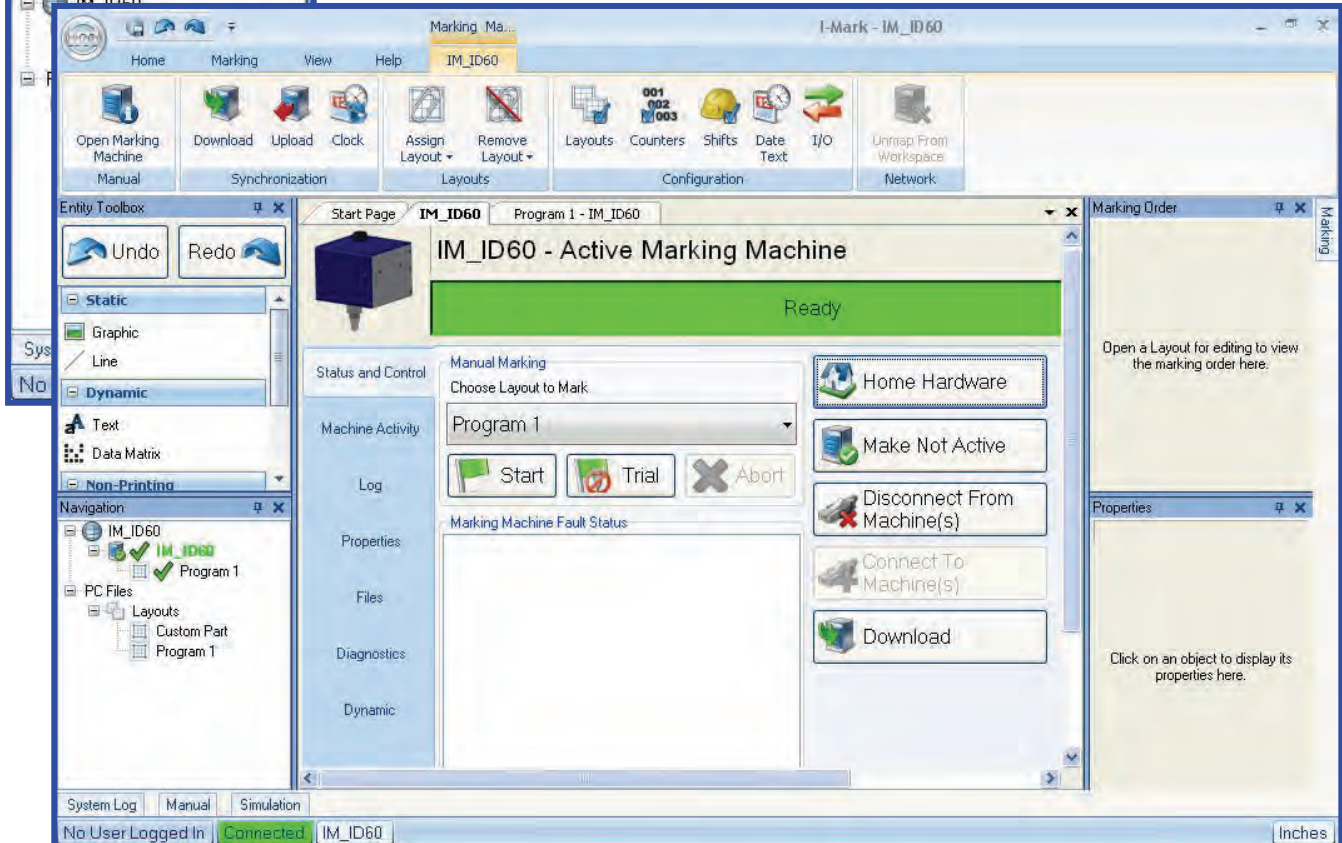 IM_ID60
Marking Ma...
I-Mark - IM_ID60
Home
Marking
View
Help
IM_ID60
Open Marking
Machine
Download
Upload
Clock
Assign
Layout
Remove
Layout
Layouts
Counters
Shifts
Date
Text
I/O
Unmap From
Workspace
001
002
003
Manual
Synchronization
Layouts
Configuration
Network
Entity Toolbox
Undo
Redo
Static
Graphic
Line
Dynamic
Text
Data Matrix
Non-Printing
Navigation
IM_ID60
IM_ID60
Program 1
PC Files
Layouts
Custom Part
Program 1
Start Page
IM_ID60
Program 1 - IM_ID60
IM_ID60 - Active Marking Machine
Ready
Status and Control
Machine Activity
Log
Properties
Files
Diagnostics
Dynamic
Manual Marking
Choose Layout to Mark
Program 1
Start
Trial
Abort
Marking Machine Fault Status
Home Hardware
Make Not Active
Disconnect From
Machine(s)
Connect To
Machine(s)
Download
Marking Order
Marking
Open a Layout for editing to view
the marking order here.
Properties
Click on an object to display its
properties here.
Sys
No
System Log
Manual
Simulation
No User Logged In
Connected
IM_ID60
Inches